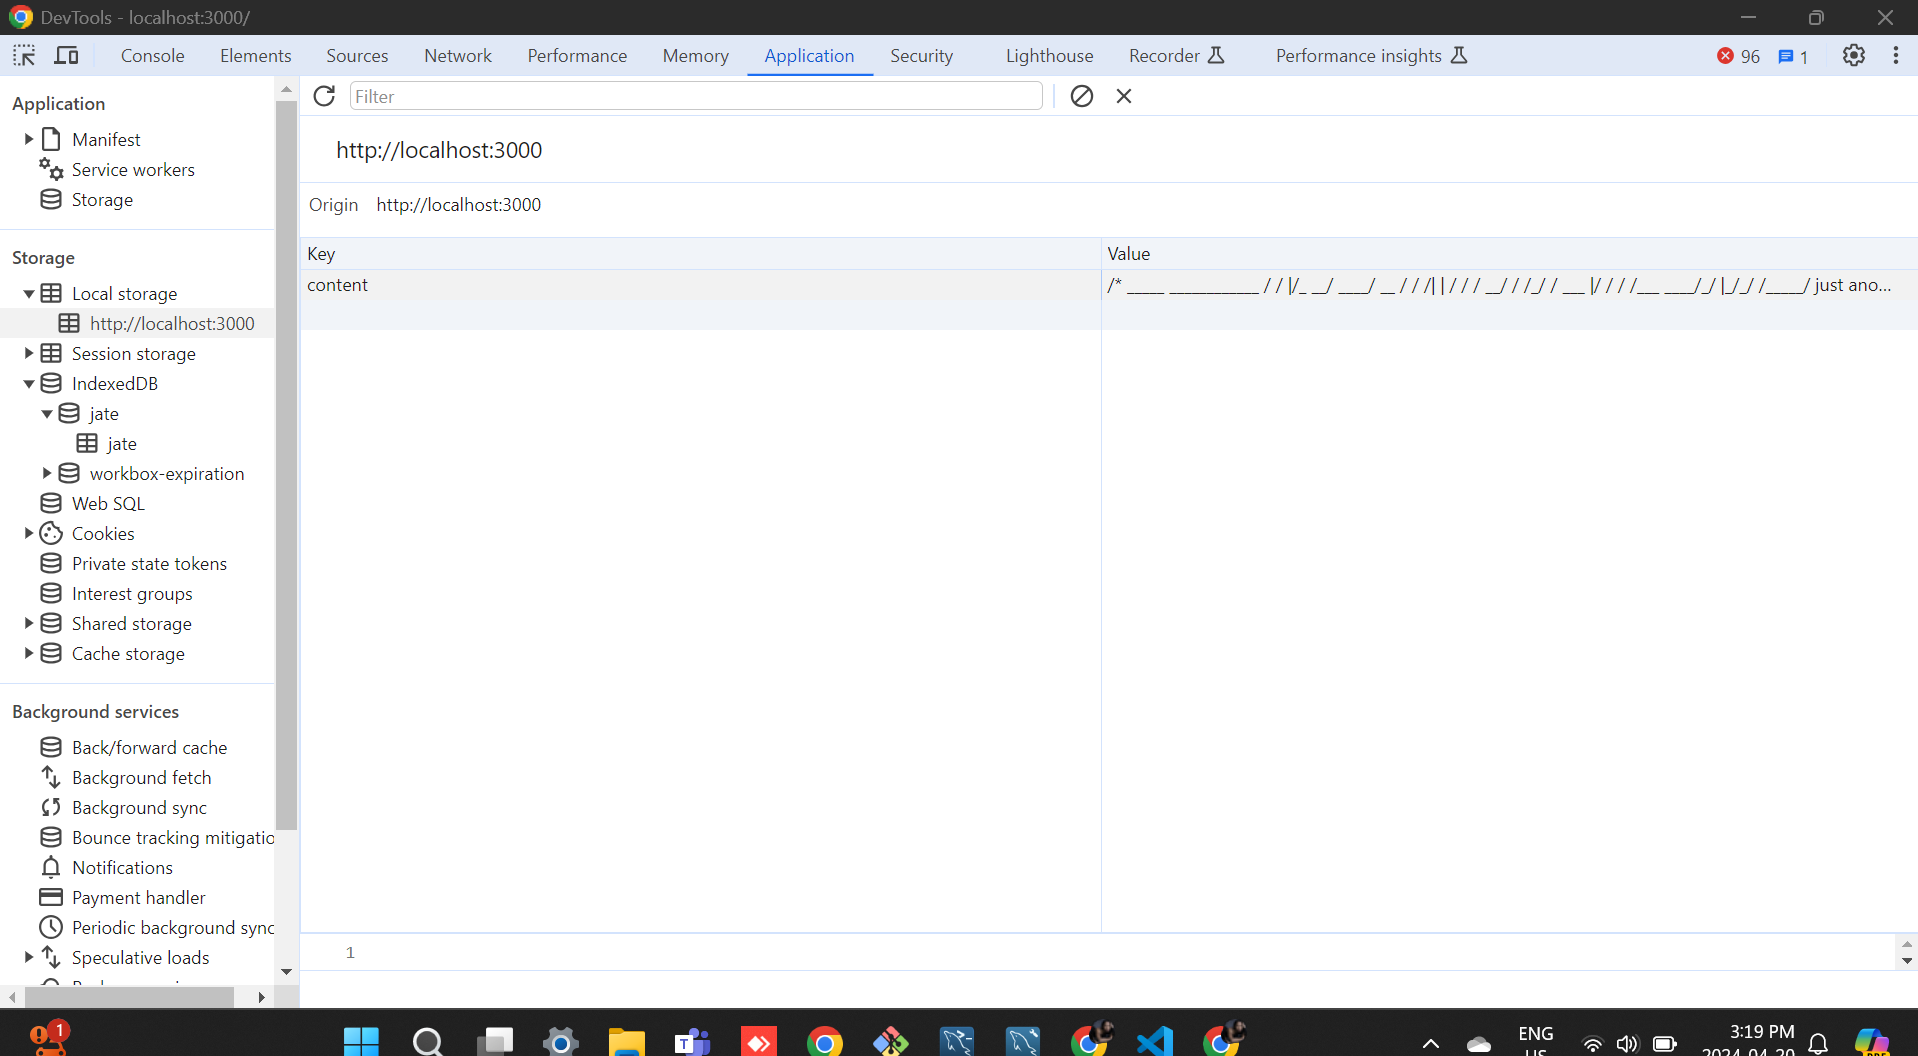 DevTools - localhost:3000/
Console Elements Sources Network Performance Memory Application Security Lighthouse Recorder Performance insights 96 1
Application
Manifest
Service workers
Storage
Storage
Local storage
http://localhost:3000
Session storage
IndexedDB
jate
jate
workbox-expiration
Web SQL
Cookies
Private state tokens
Interest groups
Shared storage
Cache storage
Background services
Back/forward cache
Background fetch
Background sync
Bounce tracking mitigatio
Notifications
Payment handler
Periodic background sync
Speculative loads
Filter
http://localhost:3000
Origin http://localhost:3000
Key Value
content /* _____ ____________ / / |/_ __/ ____/ __ / / /| | / / / __/ / /_/ / ___ |/ / / /___ ____/_/ |_/_/ /_____/ just ano...
1
1
T
ENG
US
3:19 PM
2024-04-20